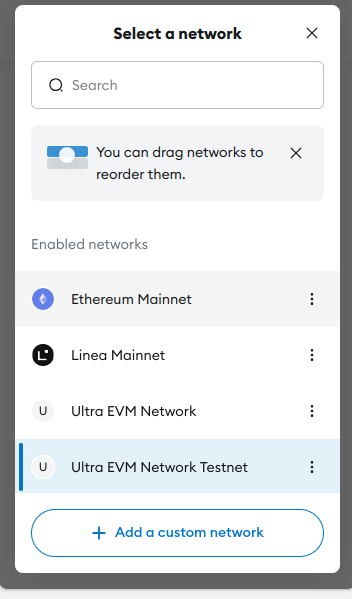 Select a network
Search
You can drag networks to
reorder them.
Enabled networks
Ethereum Mainnet
Linea Mainnet
U Ultra EVM Network
U Ultra EVM Network Testnet
Add a custom network